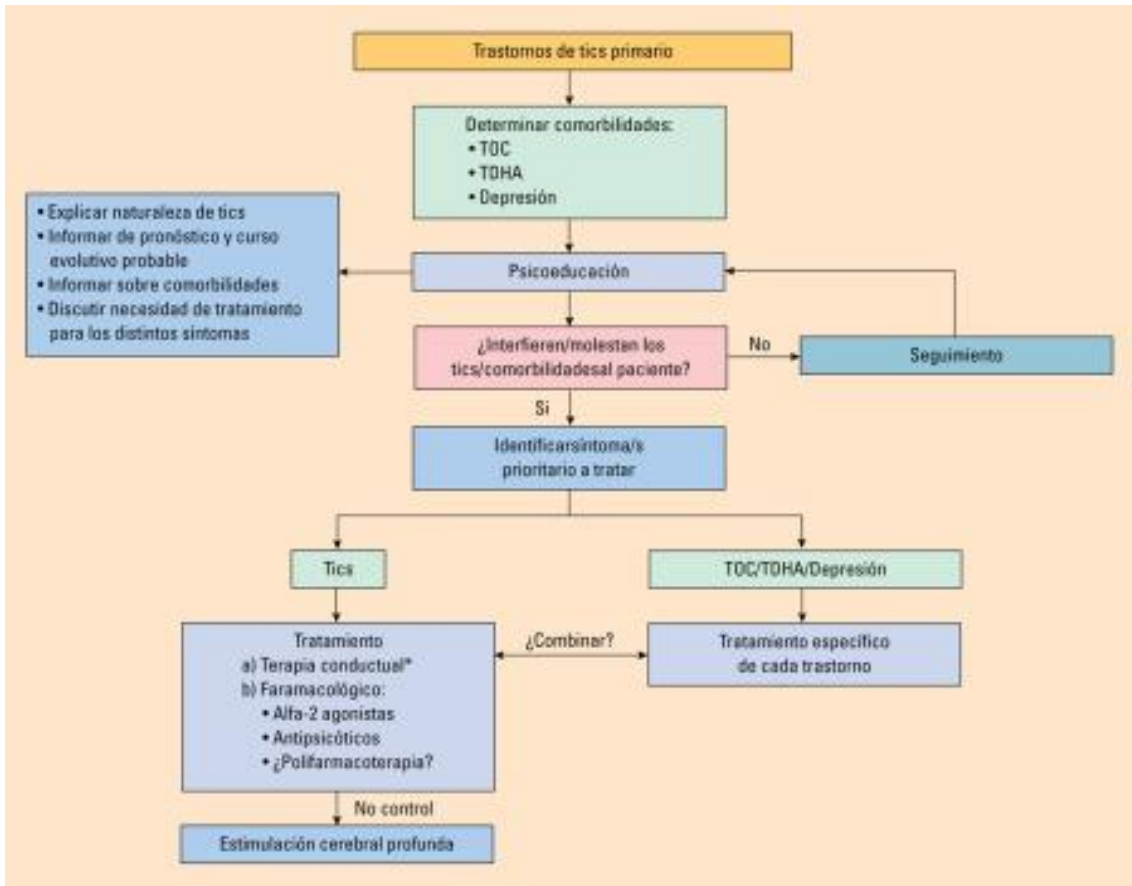 Trastornos de tics primario
Determinar comorbilidades:
• TOC
• TDHA
• Depresión
• Explicar naturaleza de tics
• Informar de pronóstico y curso
evolutivo probable
• Informar sobre comorbilidades
• Discutir necesidad de tratamiento
para los distintos síntomas
Psicoeducación
¿Interfieren/molestan los
tics/comorbilidadesal paciente?
No
Seguimiento
Si
Identificarsíntoma/s
prioritario a tratar
Tics
TOC/TDHA/Depresión
Tratamiento
a) Terapia conductual*
b) Faramacológico:
• Alfa-2 agonistas
• Antipsicóticos
• ¿Polifarmacoterapia?
¿Combinar?
Tratamiento específico
de cada trastorno
No control
Estimulación cerebral profunda